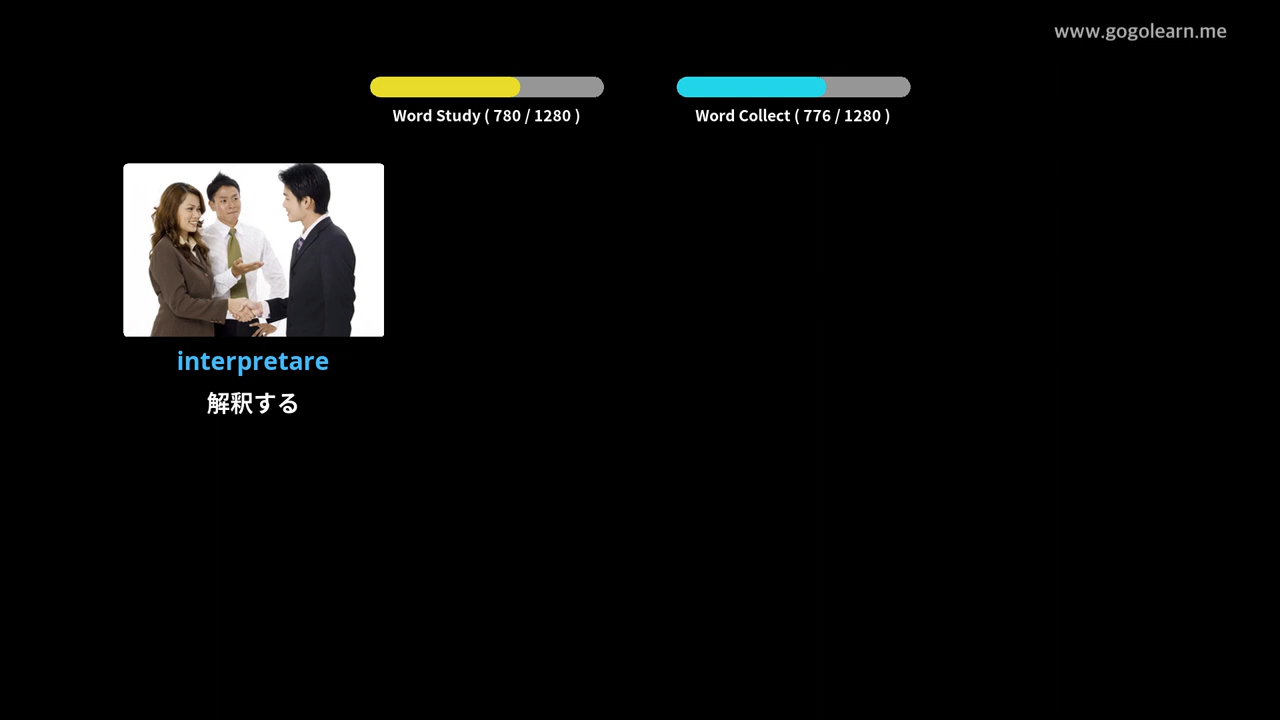 www.gogolearn.me
Word Study ( 780 / 1280 )
Word Collect ( 776 / 1280 )
interpretare
解釈する